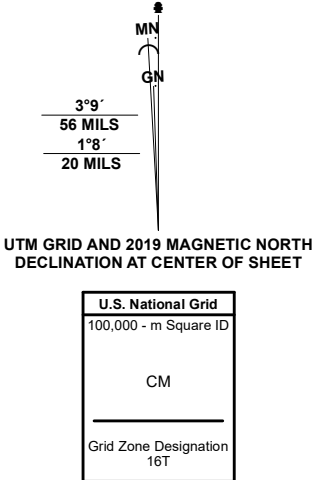 MN
GN
3°9´
56 MILS
1°8´
20 MILS
UTM GRID AND 2019 MAGNETIC NORTH
DECLINATION AT CENTER OF SHEET
U.S. National Grid
100,000 - m Square ID
CM
Grid Zone Designation
16T